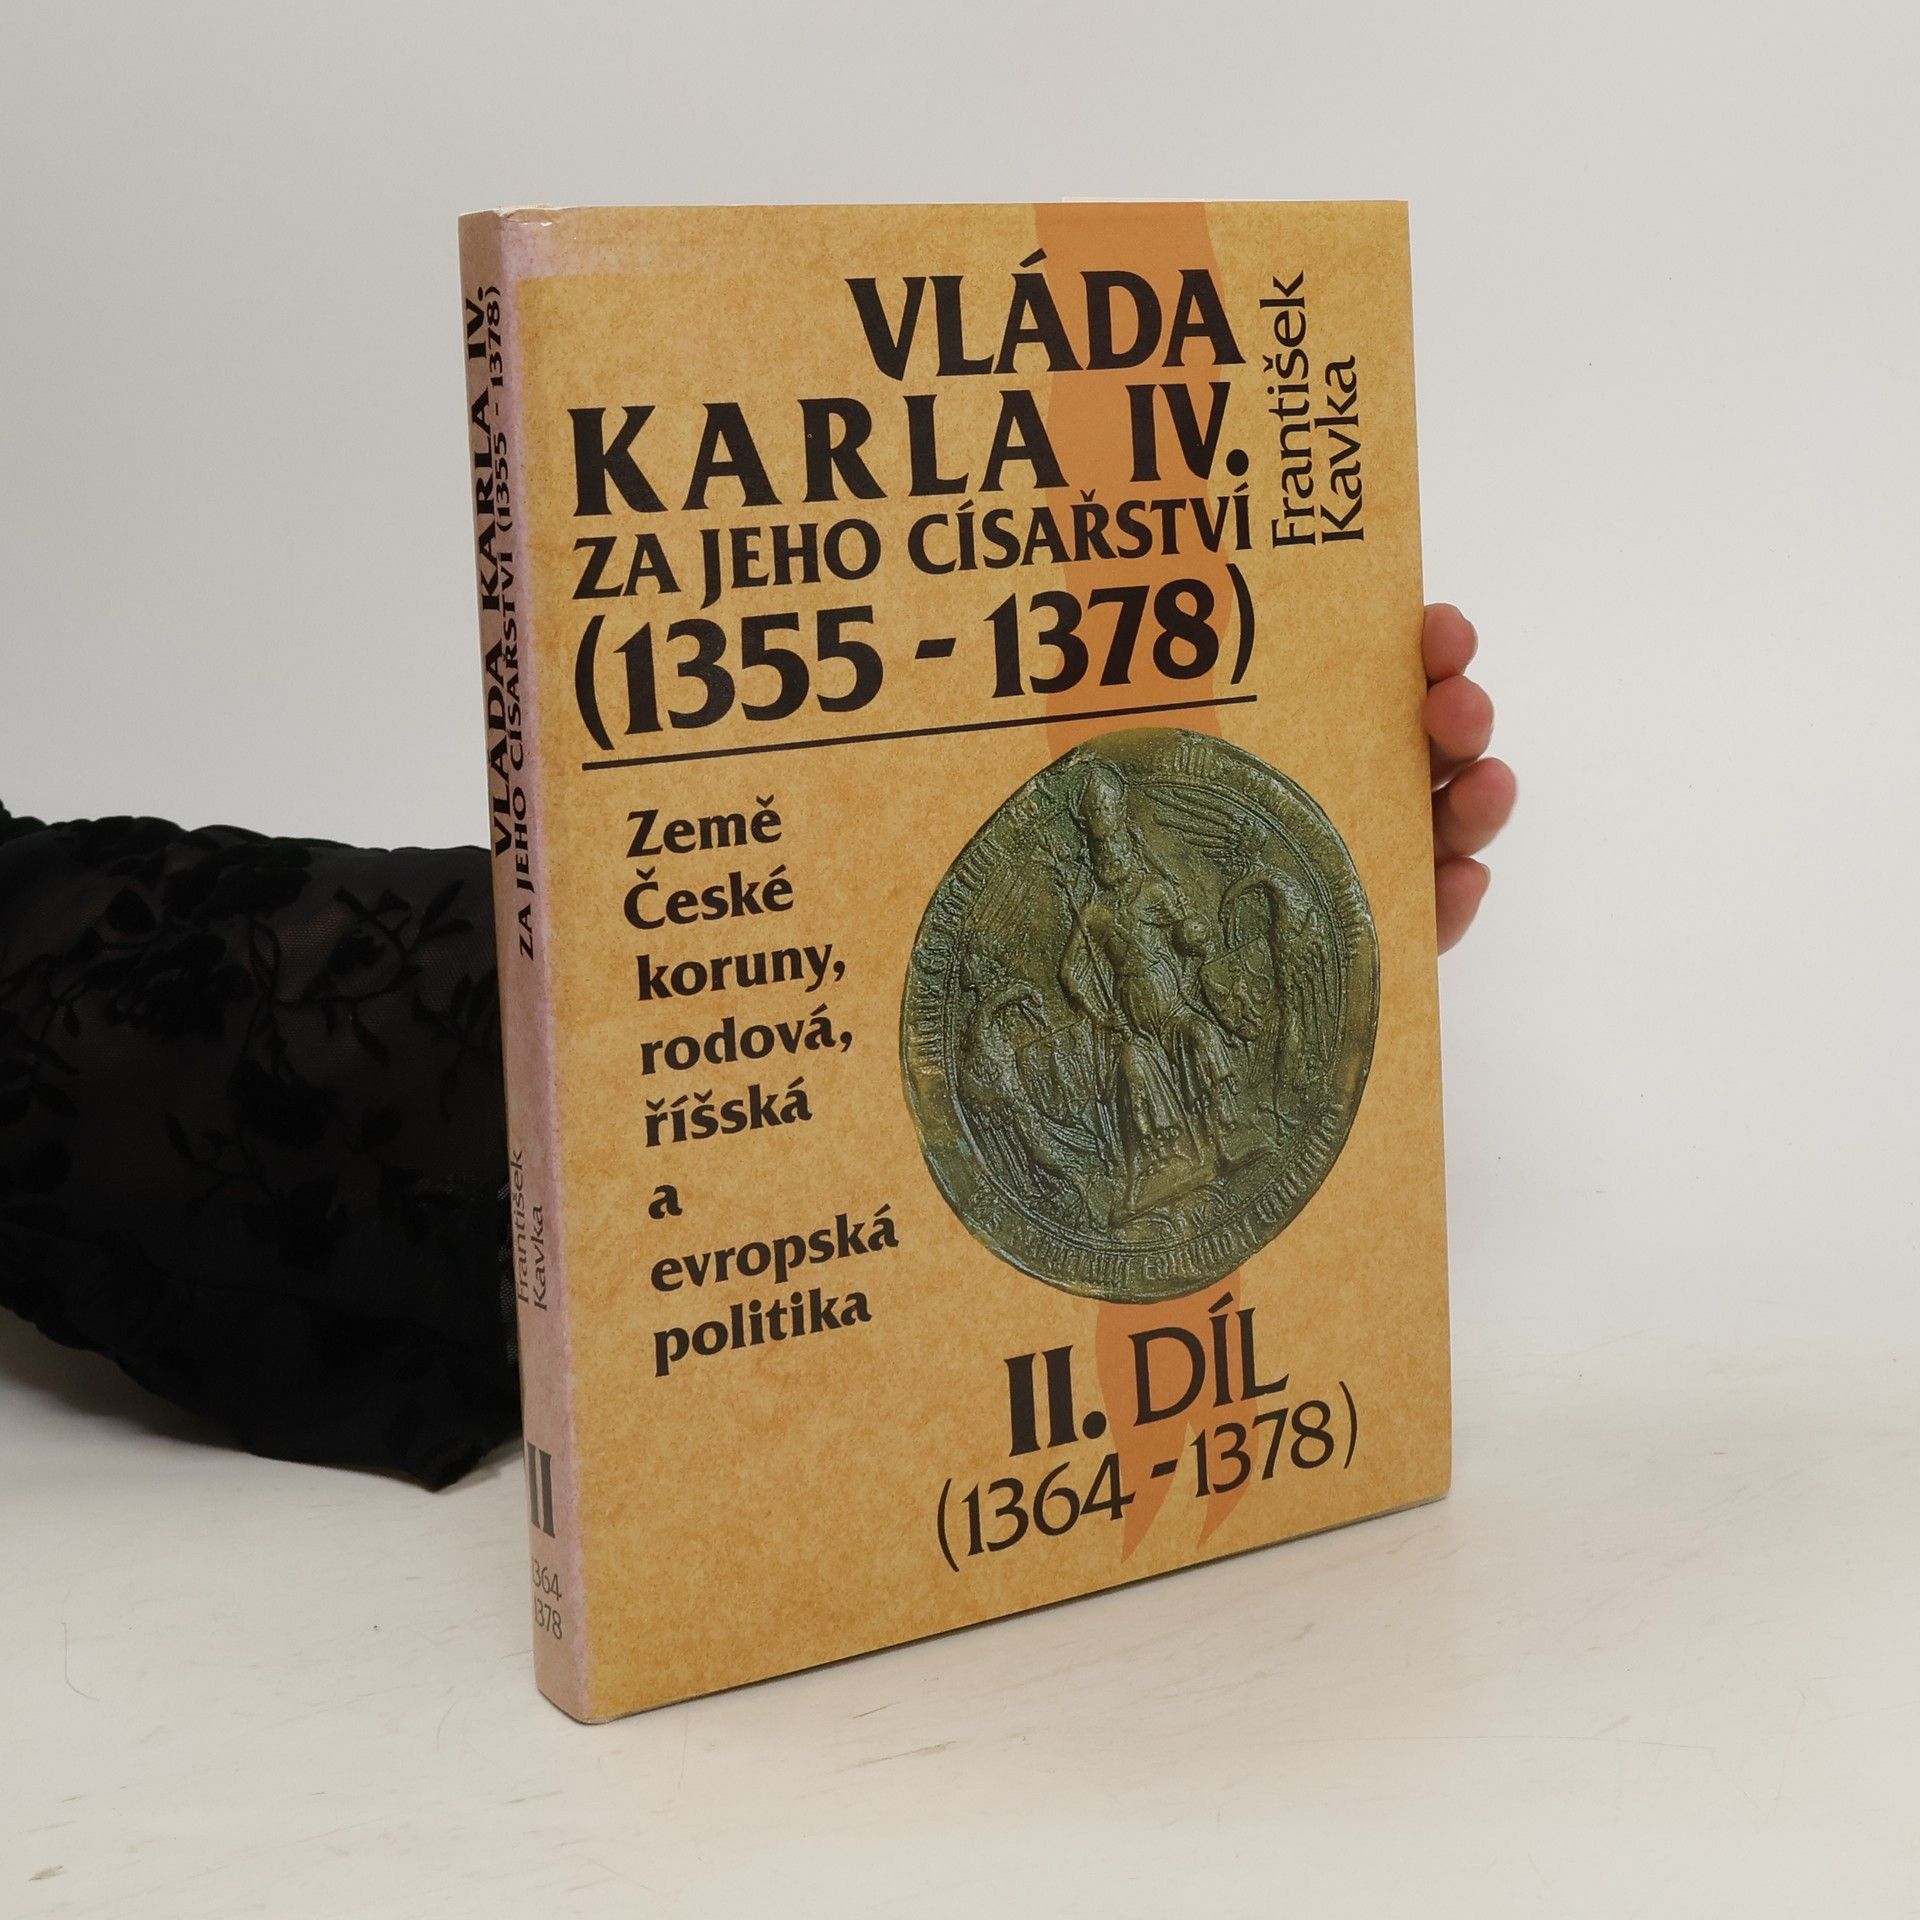 VLÁDA
KARLA IV.
ZA JEHO CÍSAŘSTVÍ
(1355 - 1378)
František
Kavka
Země
České
koruny,
rodová,
říšská
a
evropská
politika
II. DÍL
(1364 - 1378)
VLÁDA KARLA IV.
ZA JEHO CÍSAŘSTVÍ (1355 - 1378)
František
Kavka
II
1364
1378